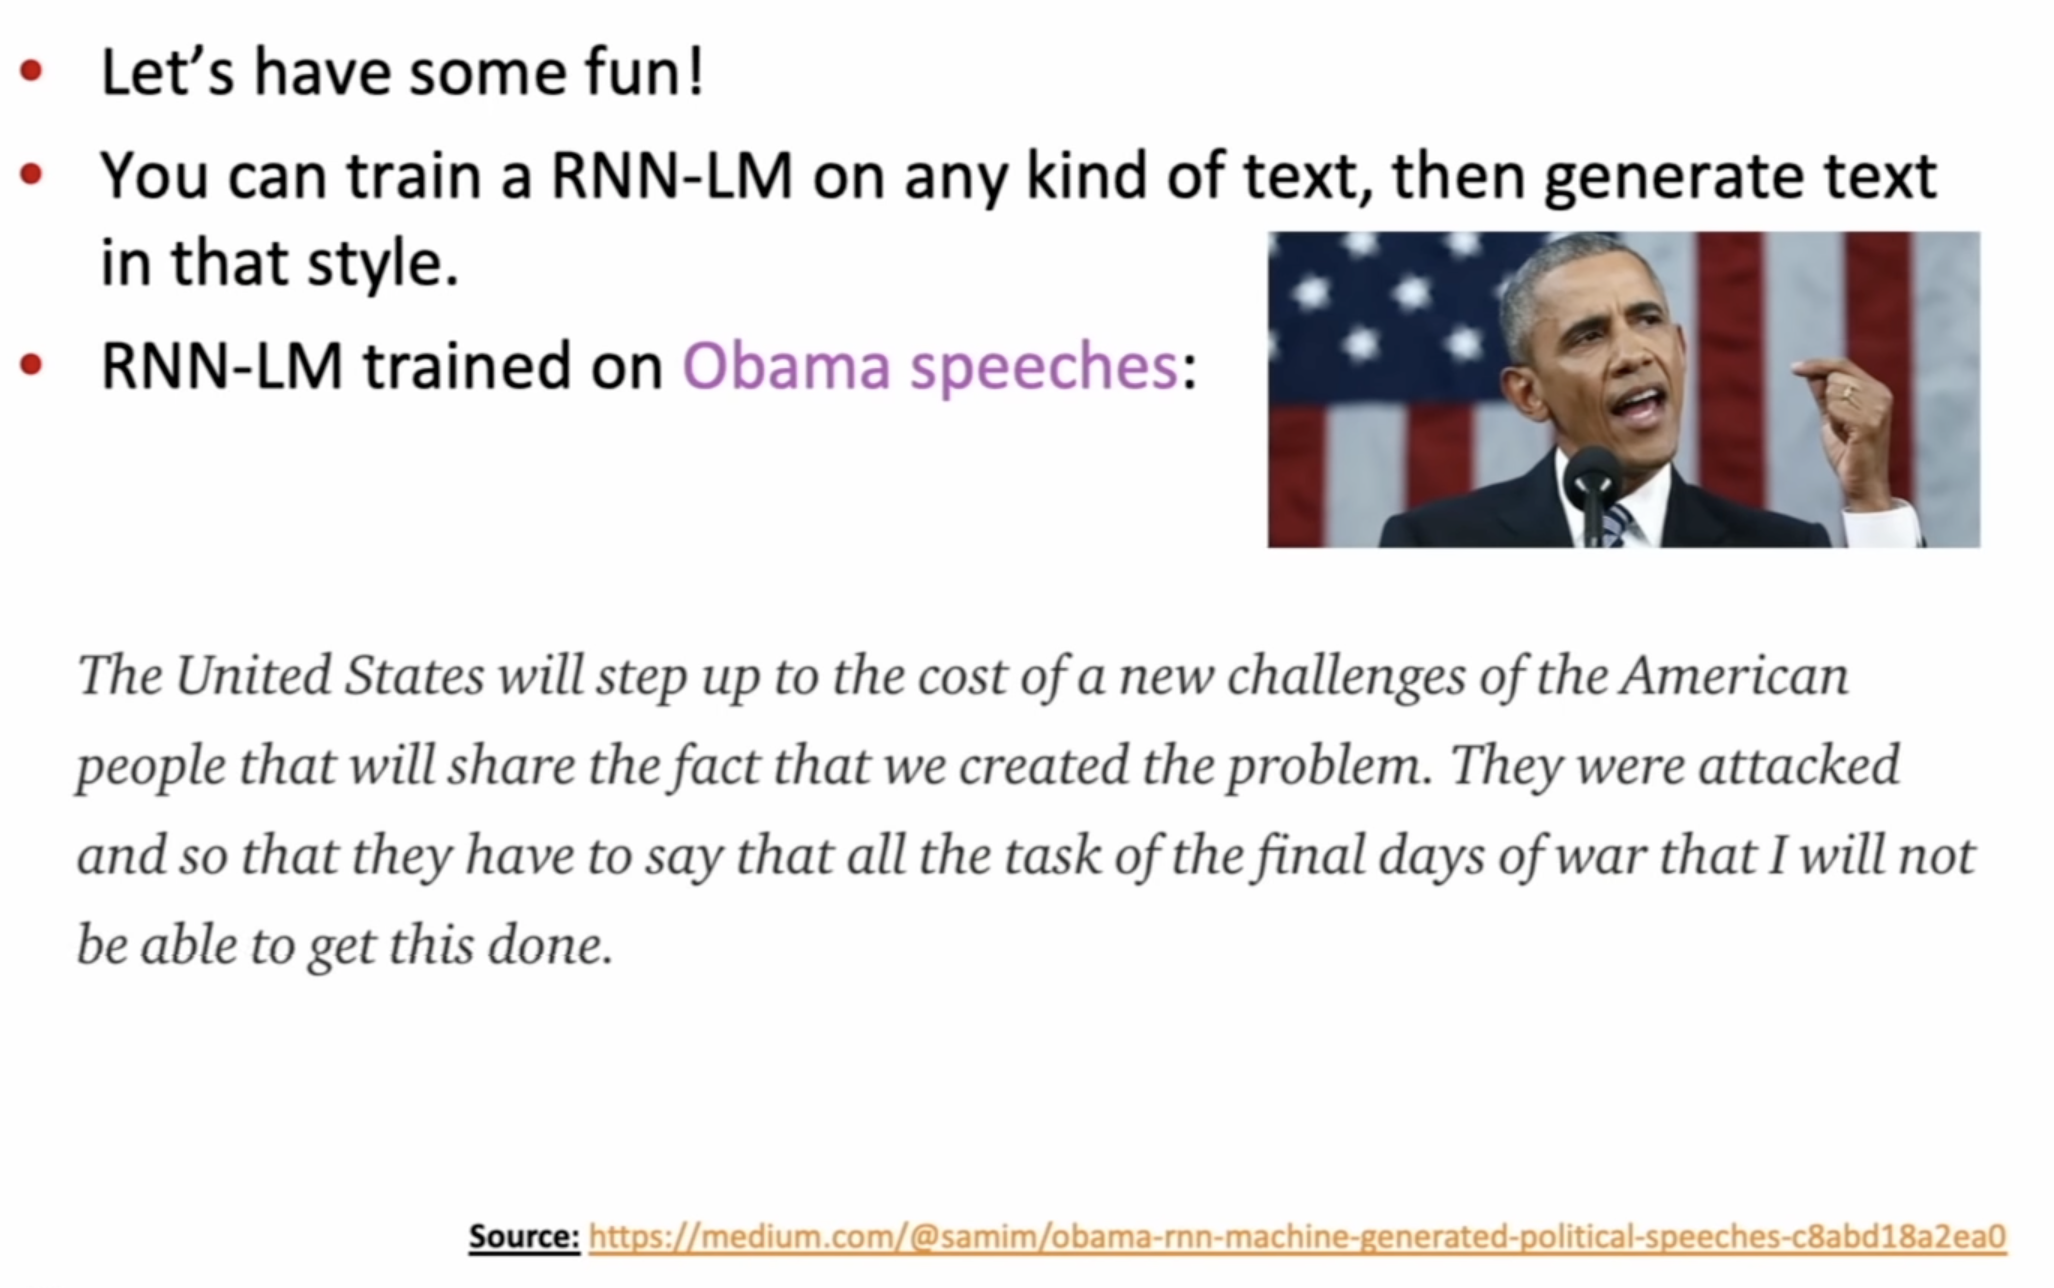 • Let's have some fun!
• You can train a RNN-LM on any kind of text, then generate text
in that style.
• RNN-LM trained on Obama speeches:
The United States will step up to the cost of a new challenges of the American
people that will share the fact that we created the problem. They were attacked
and so that they have to say that all the task of the final days of war that I will not
be able to get this done.
Source: https://medium.com/@samim/obama-rnn-machine-generated-political-speeches-c8abd18a2ea0